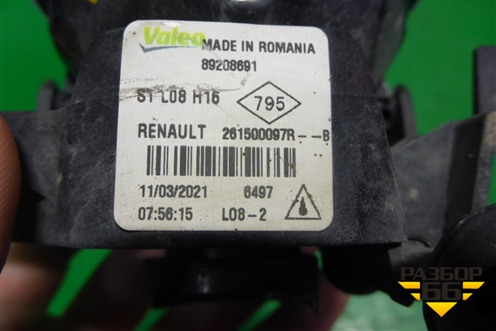 Valeo
MADE IN ROMANIA
89208691
S1 L08 H16
795
RENAULT 261500097R--B
11/03/2021 6497
07:56:15 L08-2
РАЗБОР
66